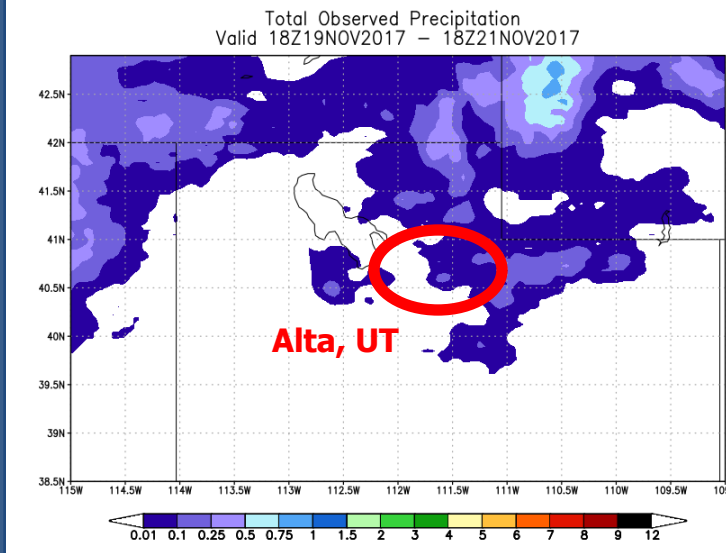 Total Observed Precipitation
Valid 18Z19NOV2017 – 18Z21NOV2017
42.5N
42N
41.5N
41N
40.5N
40N
39.5N
39N
38.5N
Alta, UT
115W 114.5W 114W 113.5W 113W 112.5W 112W 111.5W 111W 110.5W 110W 109.5W 109
0.01 0.1 0.25 0.5 0.75 1 1.5 2 3 4 5 6 7 8 9 12